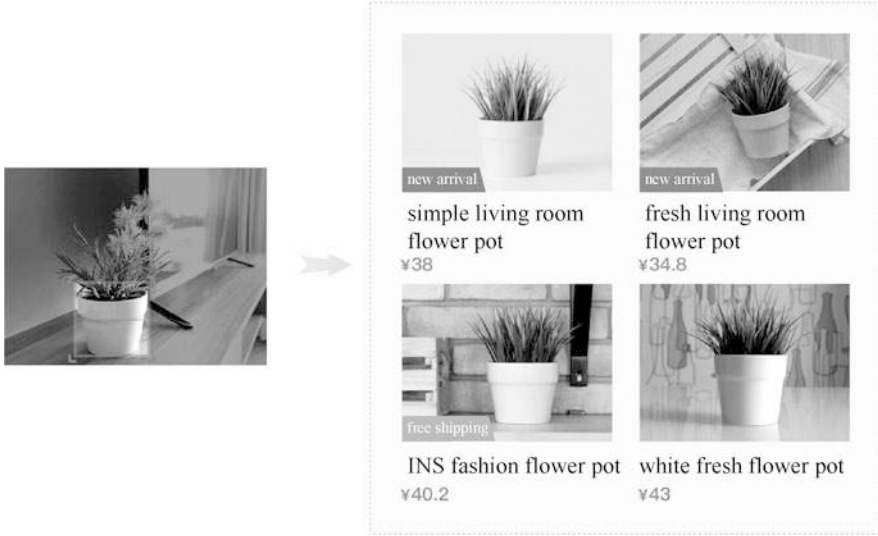 new arrival
new arrival
simple living room
flower pot
¥38
fresh living room
flower pot
¥34.8
free shipping
INS fashion flower pot
¥40.2
white fresh flower pot
¥43